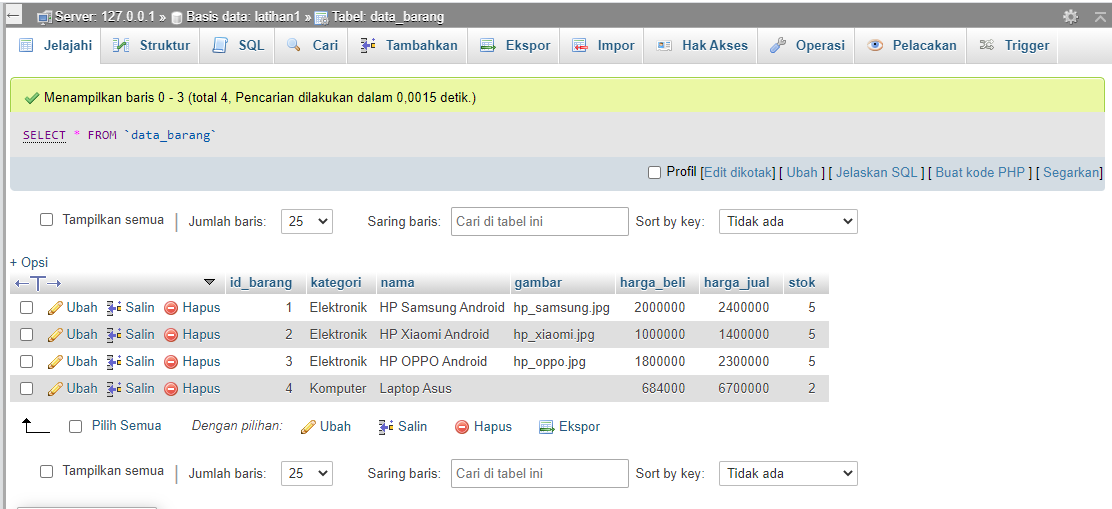 Server: 127.0.0.1 » Basis data: latihan1 » Tabel: data_barang
Jelajahi Struktur SQL Cari Tambahkan Ekspor Impor Hak Akses Operasi Pelacakan Trigger
Menampilkan baris 0 - 3 (total 4, Pencarian dilakukan dalam 0,0015 detik.)
SELECT * FROM `data_barang`
Profil [Edit dikotak] [ Ubah ] [ Jelaskan SQL ] [ Buat kode PHP ] [ Segarkan]
Tampilkan semua | Jumlah baris: 25 Saring baris: Cari di tabel ini Sort by key: Tidak ada
+ Opsi
←T→ id_barang kategori nama gambar harga_beli harga_jual stok
Ubah Salin Hapus 1 Elektronik HP Samsung Android hp_samsung.jpg 2000000 2400000 5
Ubah Salin Hapus 2 Elektronik HP Xiaomi Android hp_xiaomi.jpg 1000000 1400000 5
Ubah Salin Hapus 3 Elektronik HP OPPO Android hp_oppo.jpg 1800000 2300000 5
Ubah Salin Hapus 4 Komputer Laptop Asus 684000 6700000 2
Pilih Semua Dengan pilihan: Ubah Salin Hapus Ekspor
Tampilkan semua | Jumlah baris: 25 Saring baris: Cari di tabel ini Sort by key: Tidak ada